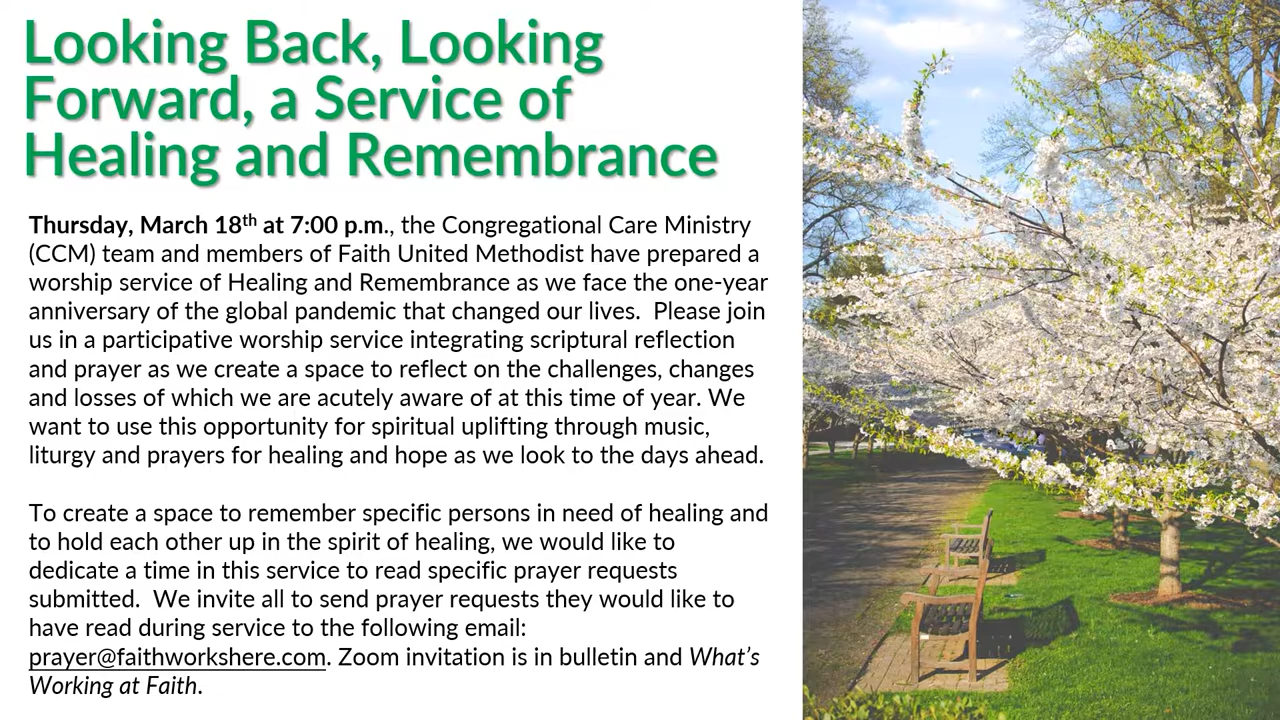 Looking Back, Looking
Forward, a Service of
Healing and Remembrance
Thursday, March 18th at 7:00 p.m., the Congregational Care Ministry
(CCM) team and members of Faith United Methodist have prepared a
worship service of Healing and Remembrance as we face the one-year
anniversary of the global pandemic that changed our lives.  Please join
us in a participative worship service integrating scriptural reflection
and prayer as we create a space to reflect on the challenges, changes
and losses of which we are acutely aware of at this time of year. We
want to use this opportunity for spiritual uplifting through music,
liturgy and prayers for healing and hope as we look to the days ahead.
To create a space to remember specific persons in need of healing and
to hold each other up in the spirit of healing, we would like to
dedicate a time in this service to read specific prayer requests
submitted.  We invite all to send prayer requests they would like to
have read during service to the following email:
prayer@faithworkshere.com. Zoom invitation is in bulletin and What’s
Working at Faith.